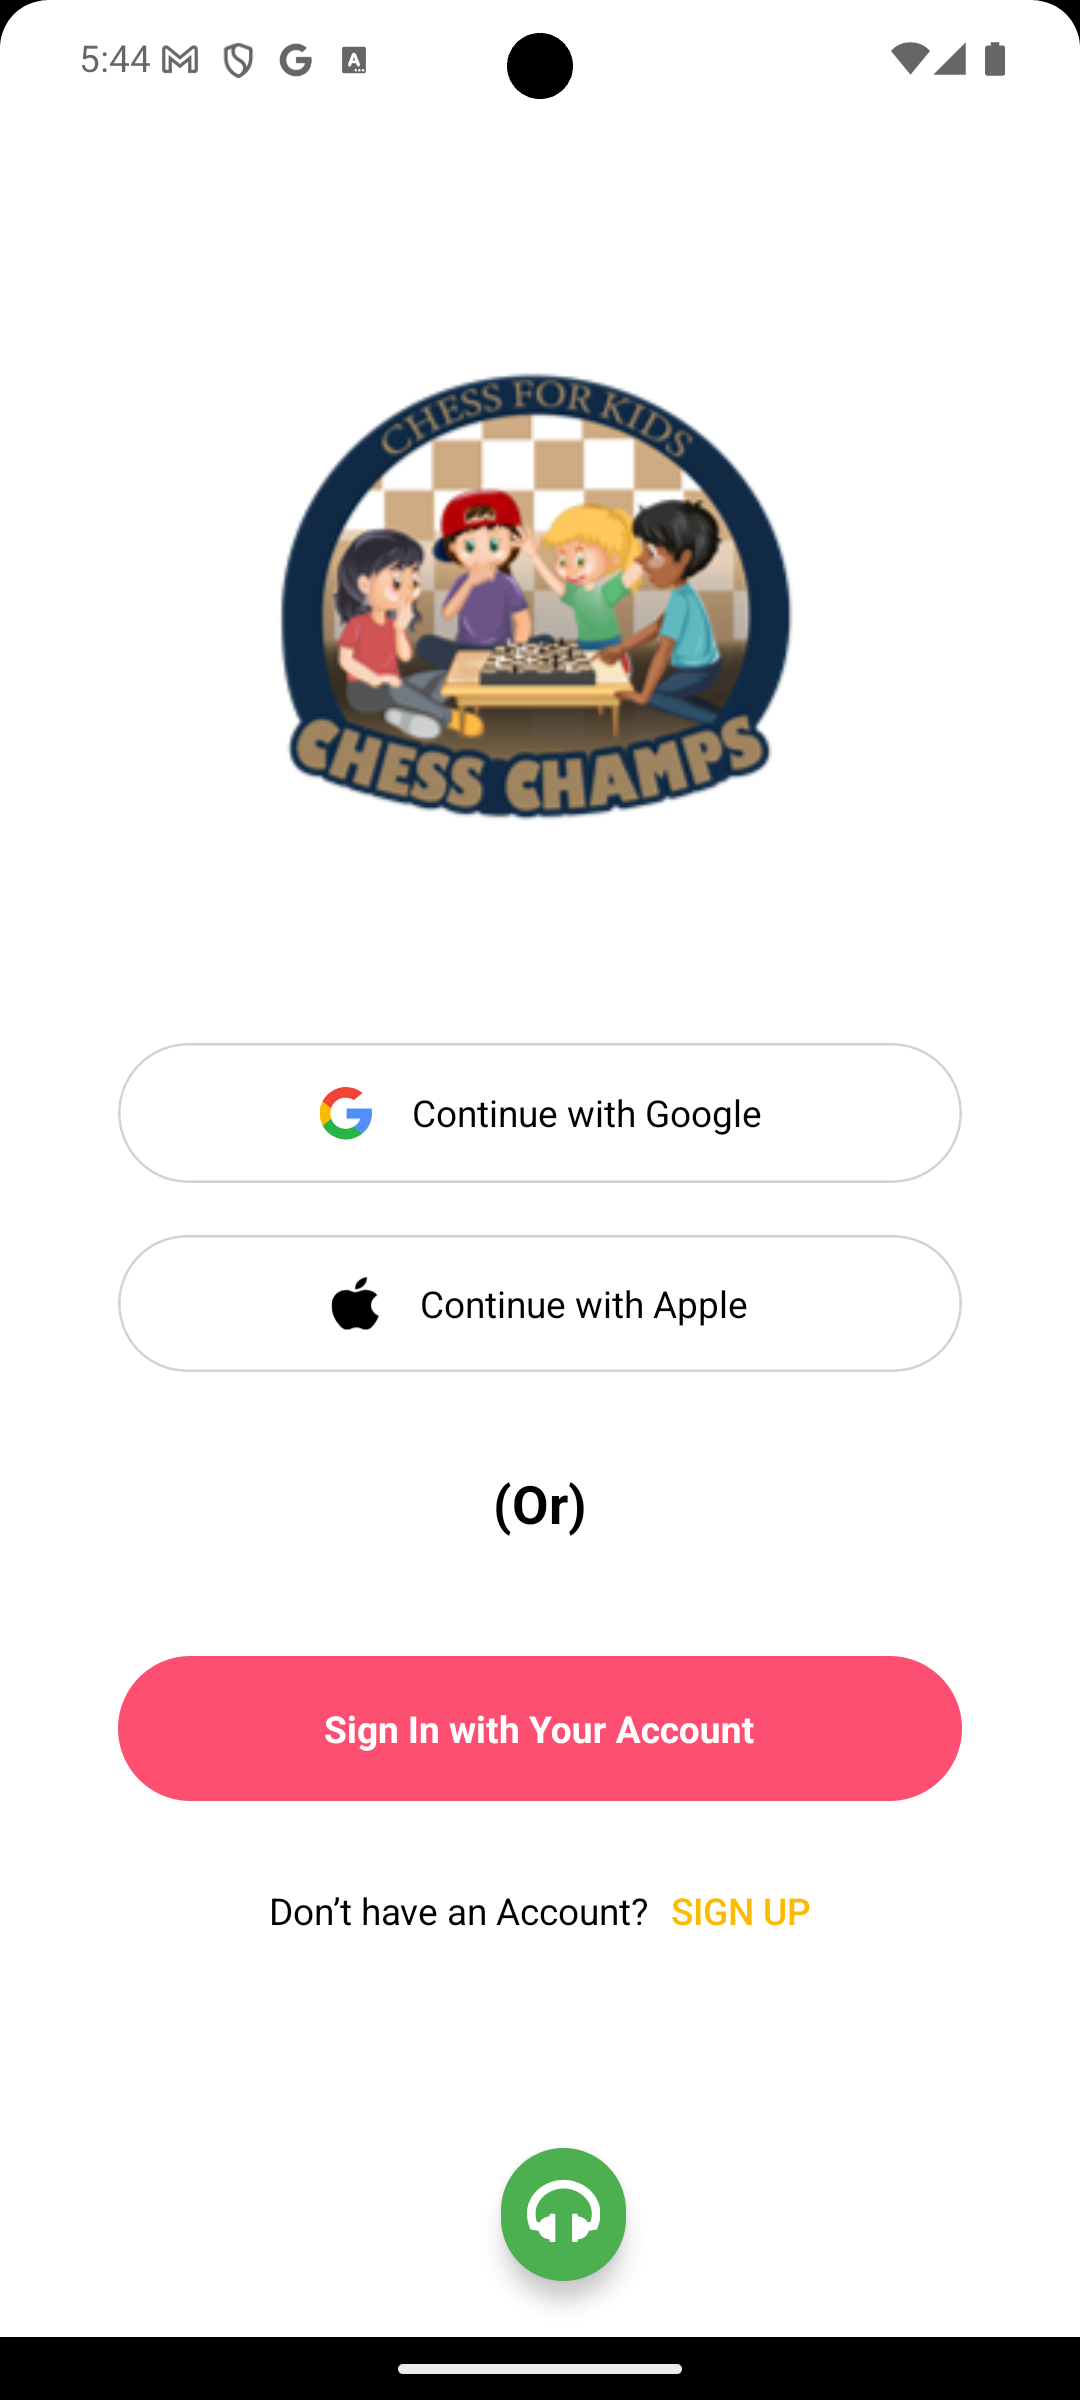 5:44
CHESS FOR KIDS
CHESS CHAMPS
Continue with Google
Continue with Apple
(Or)
Sign In with Your Account
Don’t have an Account? SIGN UP